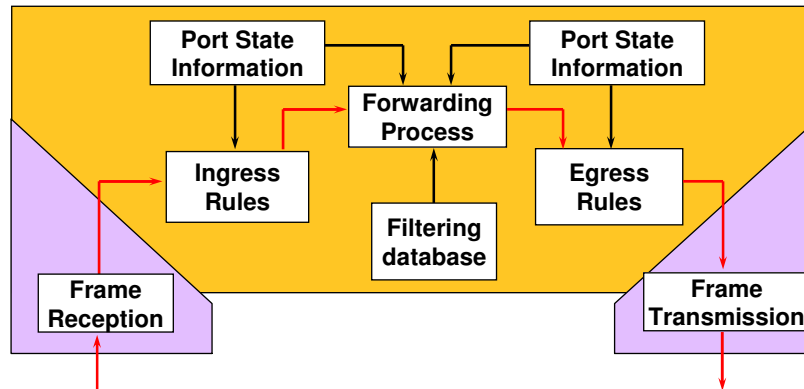 Port State
Information
Port State
Information
Forwarding
Process
Ingress
Rules
Egress
Rules
Filtering
database
Frame
Reception
Frame
Transmission